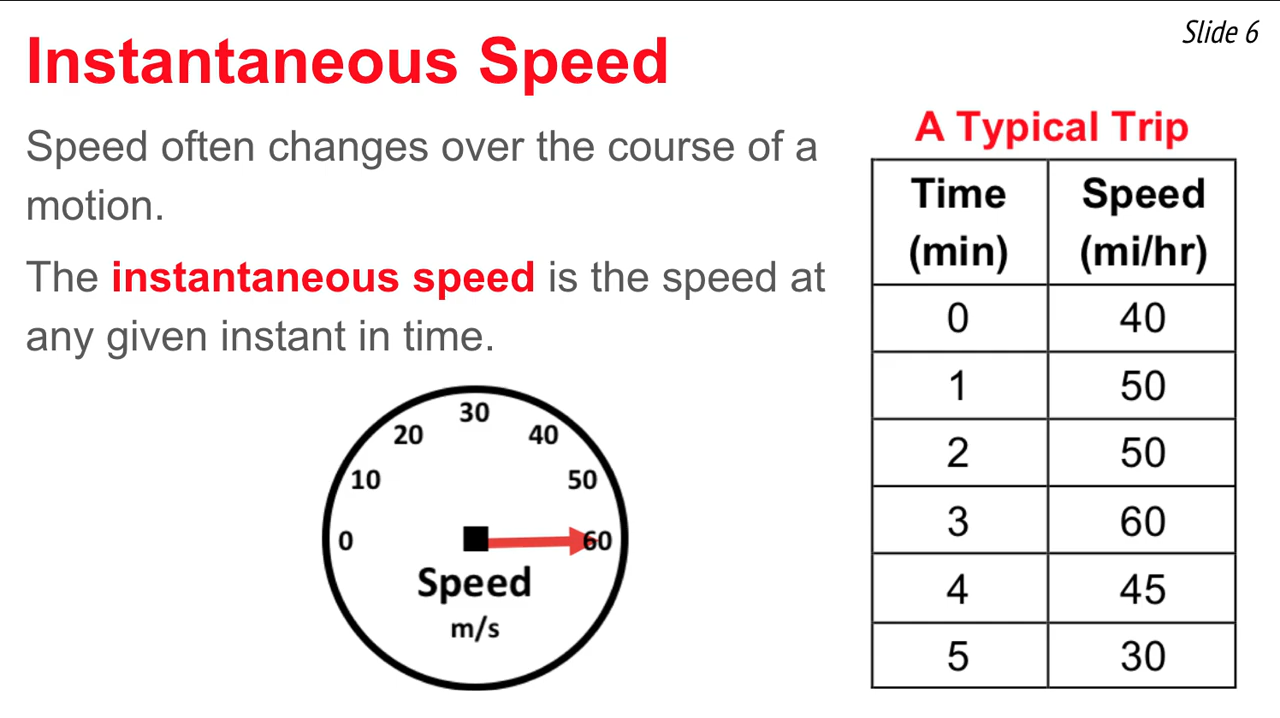 Slide 6
Instantaneous Speed
Speed often changes over the course of a
motion.
The instantaneous speed is the speed at
any given instant in time.
30
20 40
10 50
0 60
Speed
m/s
A Typical Trip
Time (min) Speed (mi/hr)
0 40
1 50
2 50
3 60
4 45
5 30